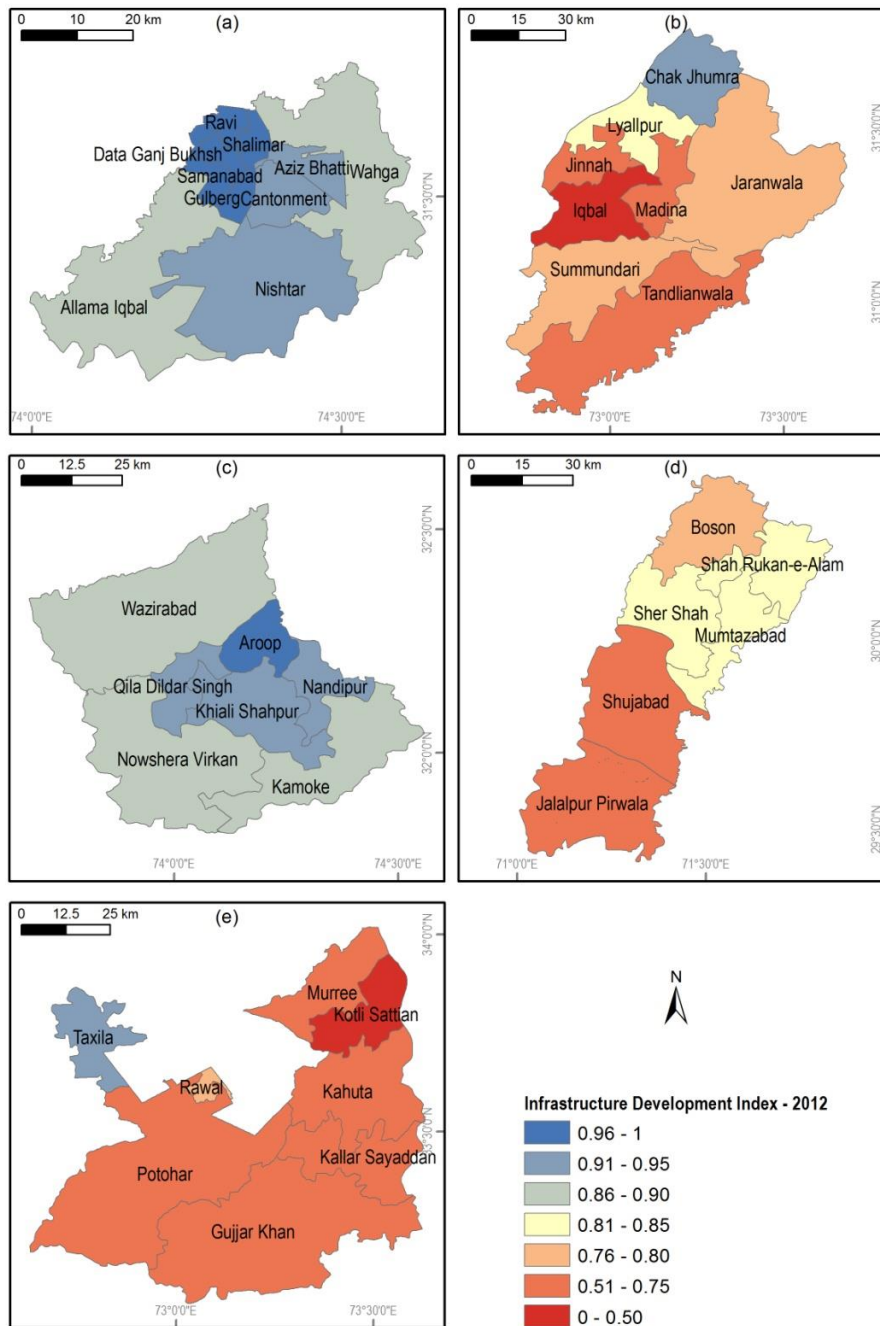 0 10 20 km
(a)
Ravi
Shalimar
Data Ganj Bukhsh
Aziz Bhatti
Wahga
Samanabad
Gulberg
Cantonment
Nishtar
Allama Iqbal
31°30'0"N
74°0'0"E
74°30'0"E
0 15 30 km
(b)
Chak Jhumra
Lyallpur
Jinnah
Jaranwala
Iqbal
Madina
Summundari
Tandlianwala
31°30'0"N
31°0'0"N
73°0'0"E
73°30'0"E
0 12.5 25 km
(c)
Wazirabad
Aroop
Qila Dildar Singh
Nandipur
Khiali Shahpur
Nowshera Virkan
Kamoke
32°30'0"N
32°0'0"N
74°0'0"E
74°30'0"E
0 15 30 km
(d)
Boson
Shah Rukan-e-Alam
Sher Shah
Mumtazabad
Shujabad
Jalalpur Pirwala
30°0'0"N
29°30'0"N
71°0'0"E
71°30'0"E
0 12.5 25 km
(e)
Murree
Kotli Sattian
Taxila
Rawal
Kahuta
Kallar Sayaddan
Potohar
Gujjar Khan
34°0'0"N
33°30'0"N
73°0'0"E
73°30'0"E
N
Infrastructure Development Index - 2012
0.96 - 1
0.91 - 0.95
0.86 - 0.90
0.81 - 0.85
0.76 - 0.80
0.51 - 0.75
0 - 0.50